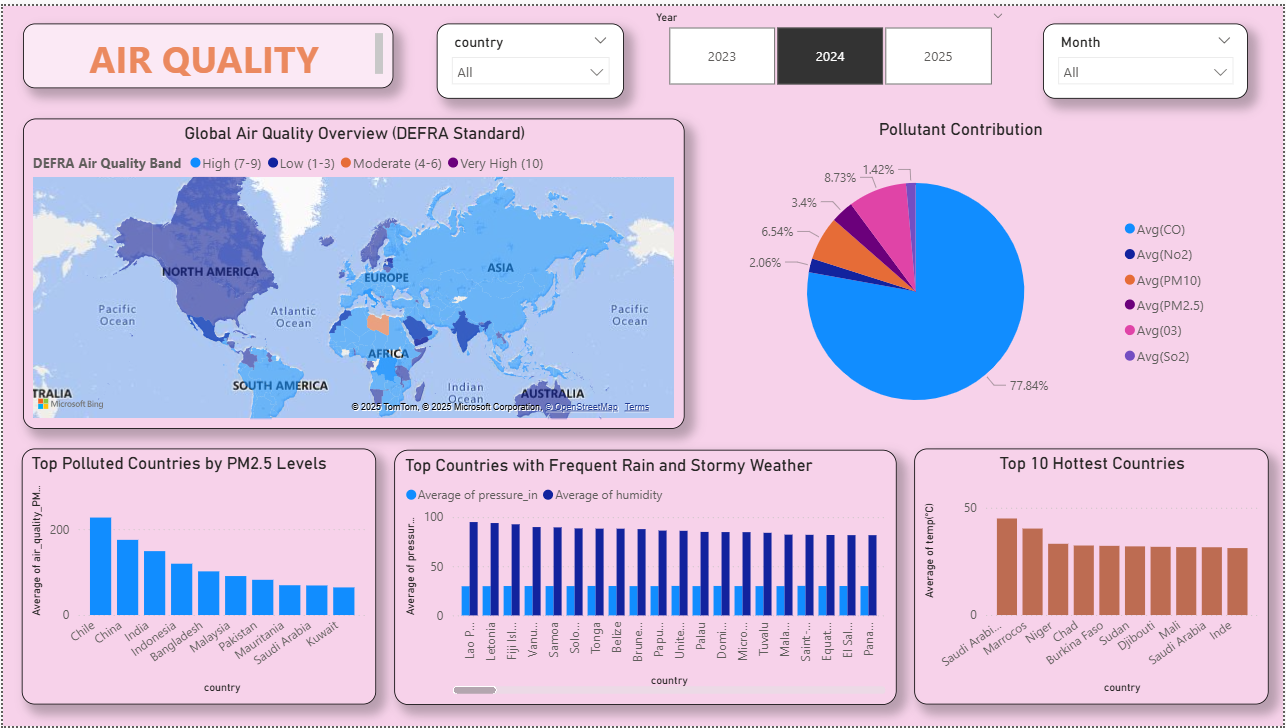 Year
AIR QUALITY
country
All
2023
2024
2025
Month
All
Global Air Quality Overview (DEFRA Standard)
DEFRA Air Quality Band High (7-9) Low (1-3) Moderate (4-6) Very High (10)
NORTH AMERICA
EUROPE
ASIA
Pacific
Ocean
Atlantic
Ocean
Pacific
Ocean
AFRICA
SOUTH AMERICA
Indian
Ocean
TRALIA
AUSTRALIA
Microsoft Bing
© 2025 TomTom, © 2025 Microsoft Corporation, © OpenStreetMap Terms
Pollutant Contribution
1.42%
8.73%
3.4%
6.54%
2.06%
77.84%
Avg(CO)
Avg(No2)
Avg(PM10)
Avg(PM2.5)
Avg(03)
Avg(So2)
Top Polluted Countries by PM2.5 Levels
Average of air_quality_PM...
200
0
Chile
China
India
Indonesia
Bangladesh
Malaysia
Pakistan
Mauritania
Saudi Arabia
Kuwait
country
Top Countries with Frequent Rain and Stormy Weather
Average of pressure_in Average of humidity
Average of pressur...
100
50
0
Lao P...
Letonia
Fiji Isl...
Vanu...
Samoa
Solo...
Tonga
Belize
Brune...
Papu...
Unite...
Palau
Domi...
Micro...
Tuvalu
Mala...
Saint-...
Equat...
El Sal...
Pana...
country
Top 10 Hottest Countries
Average of temp(°C)
50
0
Saudi Arabi...
Marrocos
Niger
Chad
Burkina Faso
Sudan
Djibouti
Mali
Saudi Arabia
Inde
country